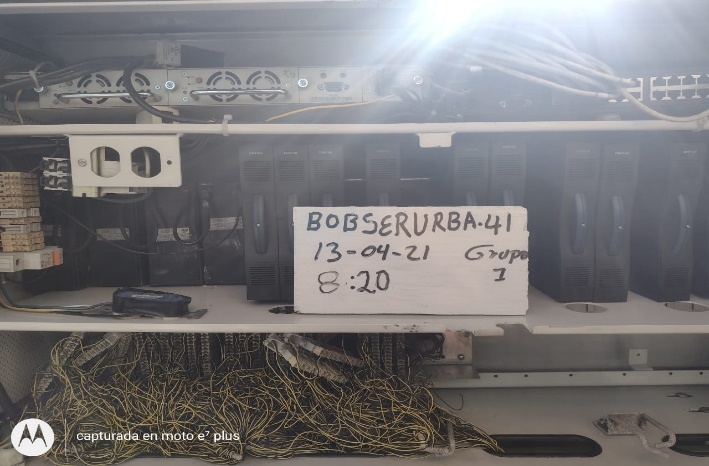 BOBSERURBA-41
13-04-21 Grupo
8:20 1
capturada en moto e⁷ plus